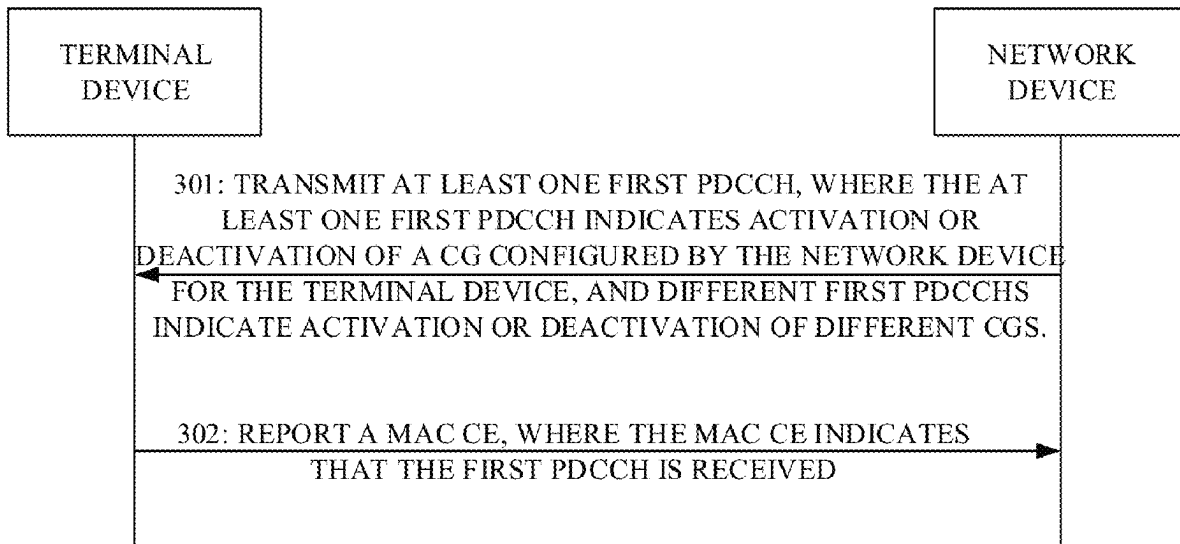 TERMINAL
DEVICE
NETWORK
DEVICE
301: TRANSMIT AT LEAST ONE FIRST PDCCH, WHERE THE AT
LEAST ONE FIRST PDCCH INDICATES ACTIVATION OR
DEACTIVATION OF A CG CONFIGURED BY THE NETWORK DEVICE
FOR THE TERMINAL DEVICE, AND DIFFERENT FIRST PDCCHS
INDICATE ACTIVATION OR DEACTIVATION OF DIFFERENT CGS.
302: REPORT A MAC CE, WHERE THE MAC CE INDICATES
THAT THE FIRST PDCCH IS RECEIVED